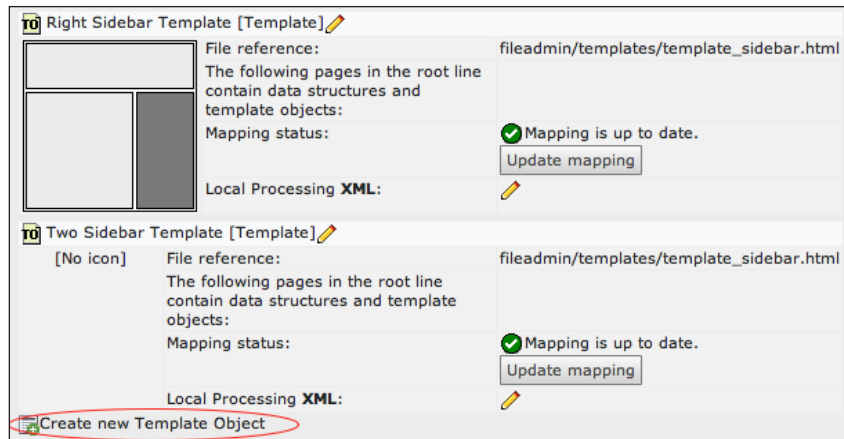 TO Right Sidebar Template [Template]
File reference: fileadmin/templates/template_sidebar.html
The following pages in the root line
contain data structures and
template objects:
Mapping status: Mapping is up to date.
Update mapping
Local Processing XML:
TO Two Sidebar Template [Template]
[No icon] File reference: fileadmin/templates/template_sidebar.html
The following pages in the root line
contain data structures and template
objects:
Mapping status: Mapping is up to date.
Update mapping
Local Processing XML:
Create new Template Object